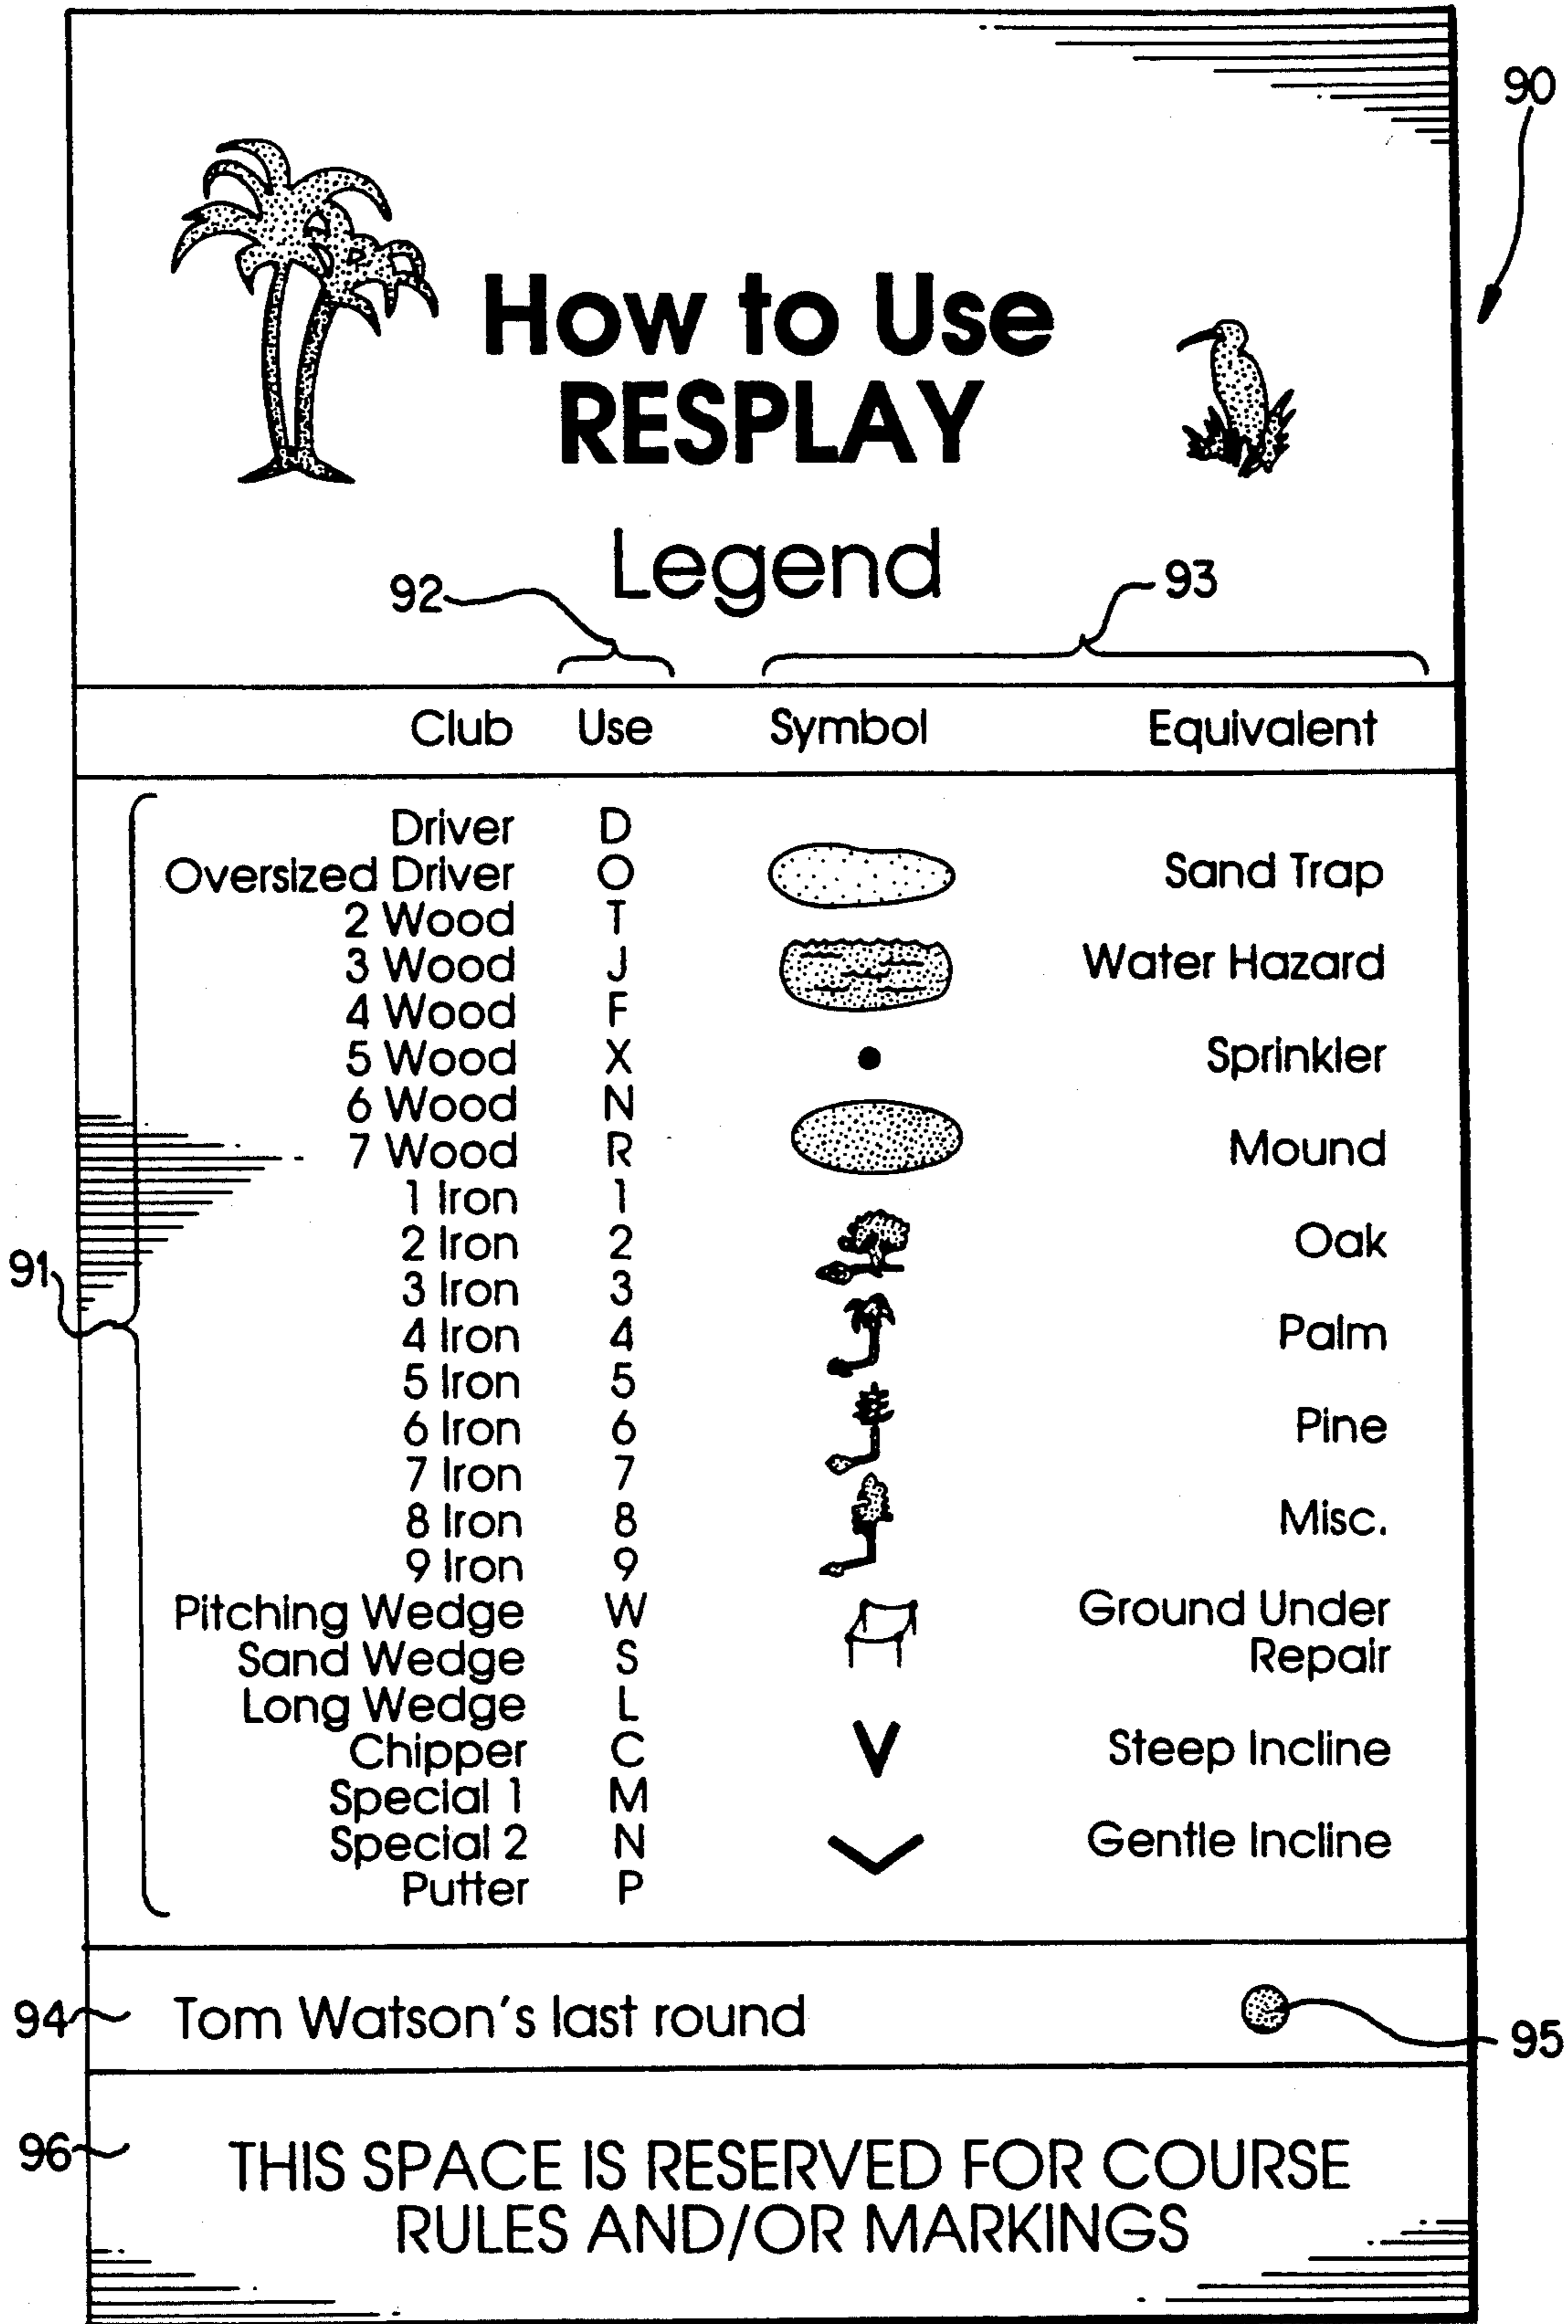 90
How to Use
RESPLAY
Legend
92
93
Club Use Symbol Equivalent
Driver D
Oversized Driver O Sand Trap
2 Wood T
3 Wood J Water Hazard
4 Wood F
5 Wood X Sprinkler
6 Wood N
7 Wood R Mound
1 Iron 1
2 Iron 2 Oak
91
3 Iron 3
4 Iron 4 Palm
5 Iron 5
6 Iron 6 Pine
7 Iron 7
8 Iron 8 Misc.
9 Iron 9
Pitching Wedge W Ground Under
Sand Wedge S Repair
Long Wedge L
Chipper C Steep Incline
Special 1 M
Special 2 N Gentle Incline
Putter P
94 Tom Watson's last round
95
96 THIS SPACE IS RESERVED FOR COURSE
RULES AND/OR MARKINGS